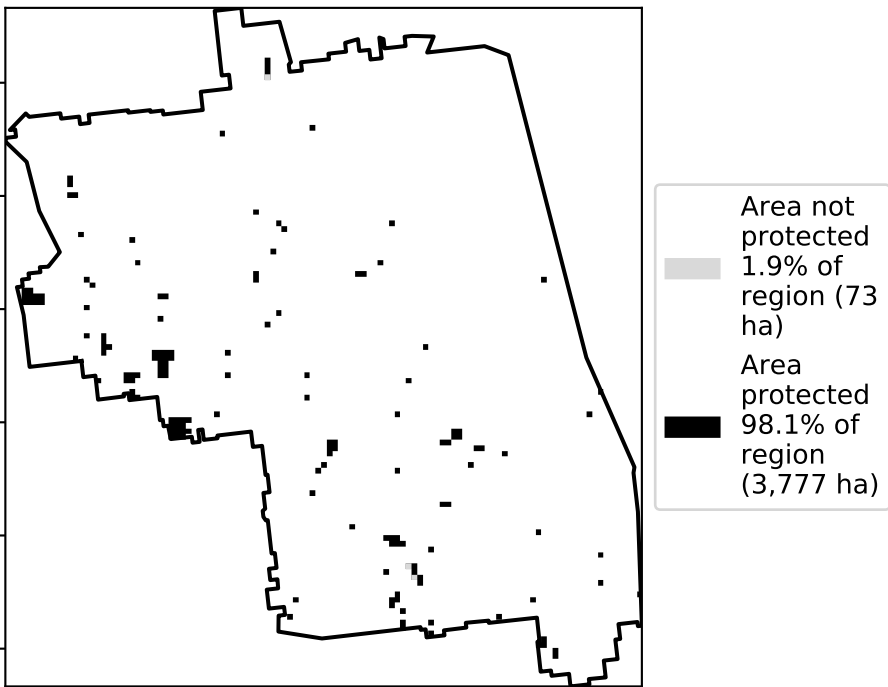 Area not
protected
1.9% of
region (73
ha)
Area
protected
98.1% of
region
(3,777 ha)